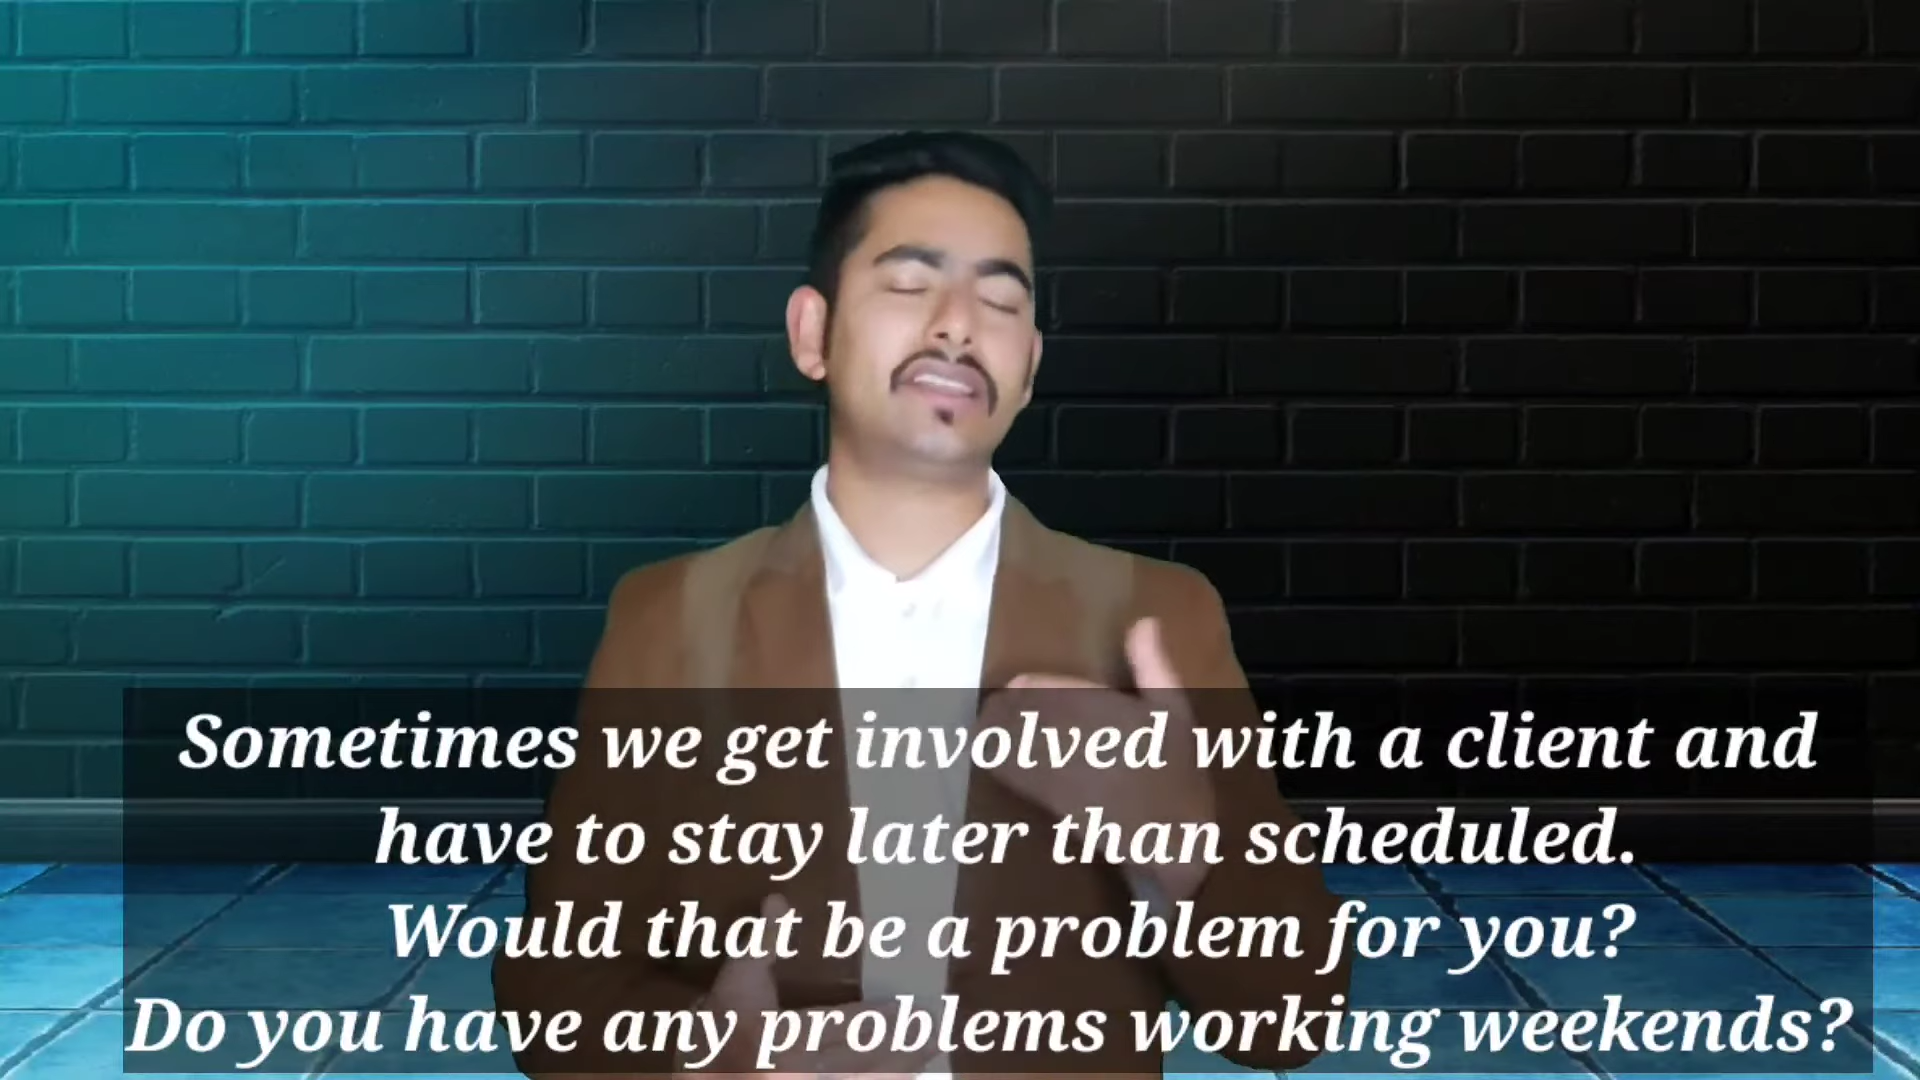 Sometimes we get involved with a client and
have to stay later than scheduled.
Would that be a problem for you?
Do you have any problems working weekends?